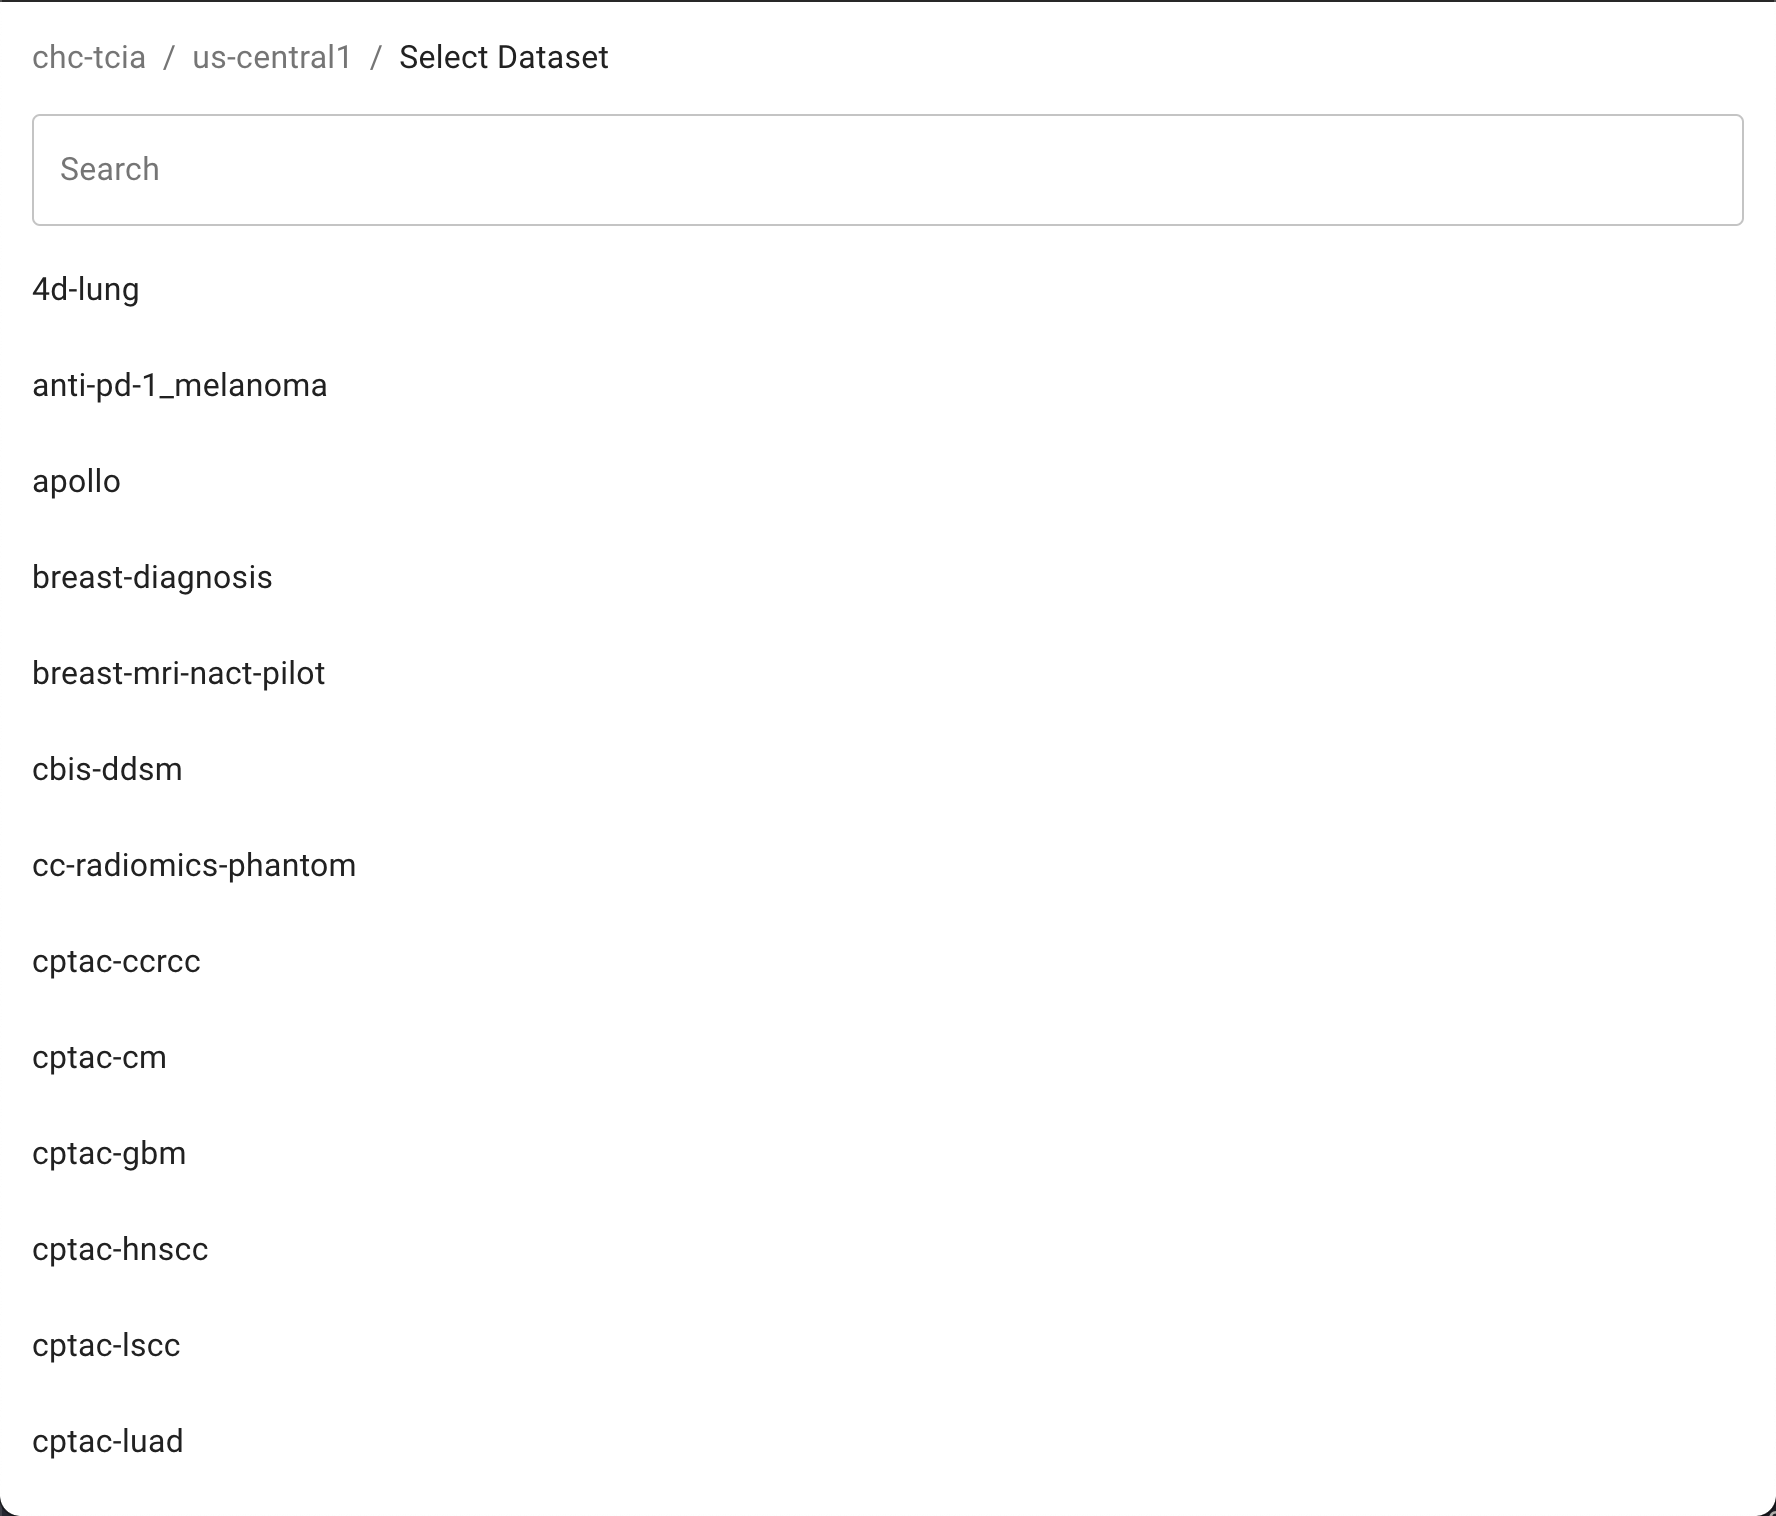 chc-tcia / us-central1 / Select Dataset
Search
4d-lung
anti-pd-1_melanoma
apollo
breast-diagnosis
breast-mri-nact-pilot
cbis-ddsm
cc-radiomics-phantom
cptac-ccrcc
cptac-cm
cptac-gbm
cptac-hnscc
cptac-lscc
cptac-luad